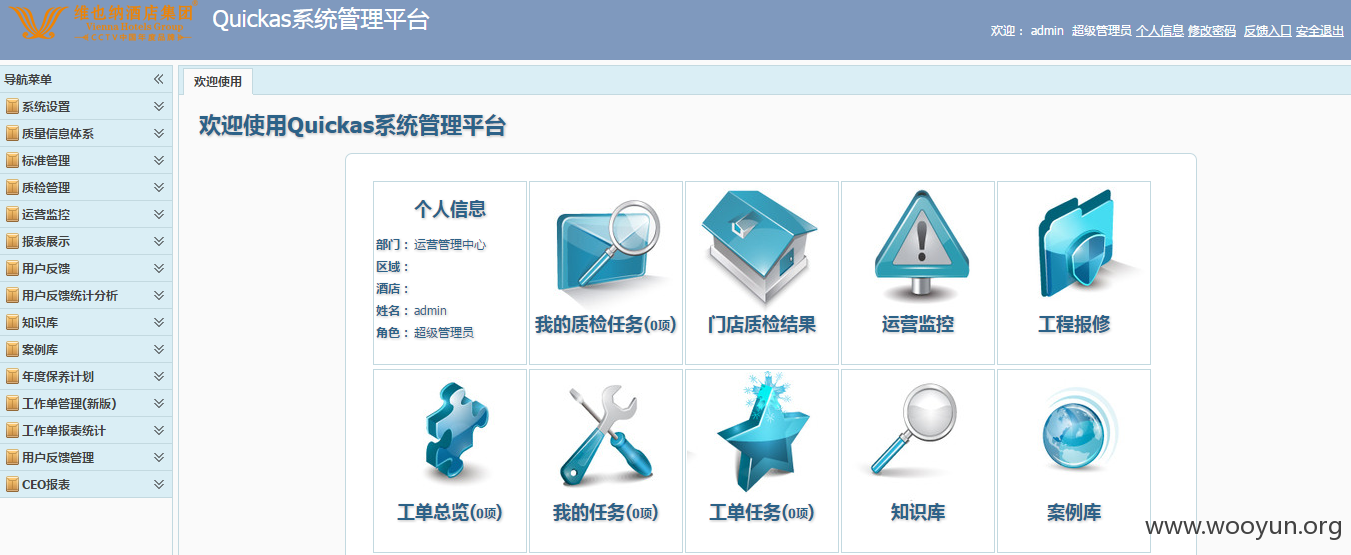 维也纳酒店集团
Quickas系统管理平台
欢迎： admin 超级管理员 个人信息 修改密码 反馈入口 安全退出
导航菜单
系统设置
质量信息体系
标准管理
质检管理
运营监控
报表展示
用户反馈
用户反馈统计分析
知识库
案例库
年度保养计划
工作单管理(新版)
工作单报表统计
用户反馈管理
CEO报表
欢迎使用
欢迎使用Quickas系统管理平台
个人信息
部门： 运营管理中心
区域：
酒店：
姓名： admin
角色： 超级管理员
我的质检任务(0项)
门店质检结果
运营监控
工程报修
工单总览(0项)
我的任务(0项)
工单任务(0项)
知识库
案例库
www.wooyun.org